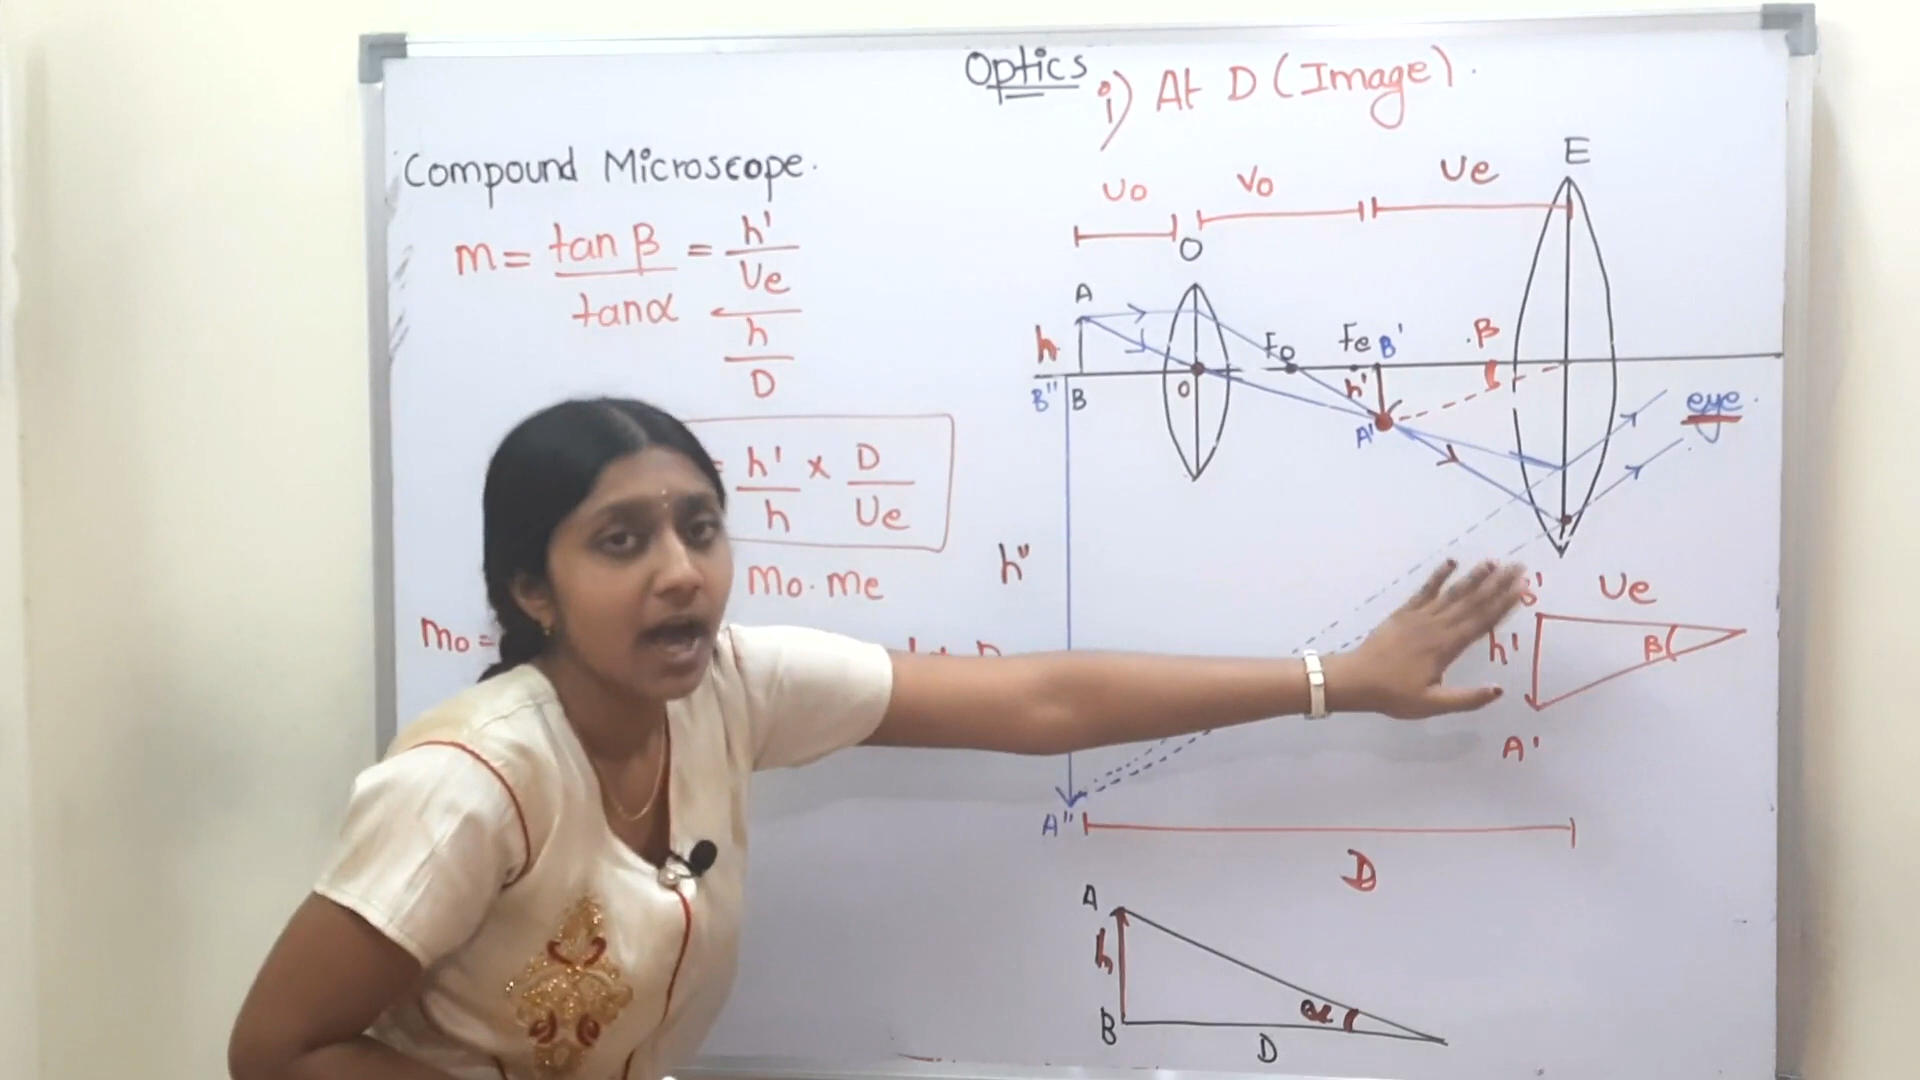 Optics
i) At D (Image).
Compound Microscope.
m = tan β / tan α = h' / Ue / h / D
= h' / h × D / Ue
mo. me
mo =
Uo
Vo
Ue
E
O
A
h
B"
B
O
Fo
Fe
B'
h'
A'
β
eye.
h"
A"
D
B'
Ue
h'
β
A'
A
h
B
D
α